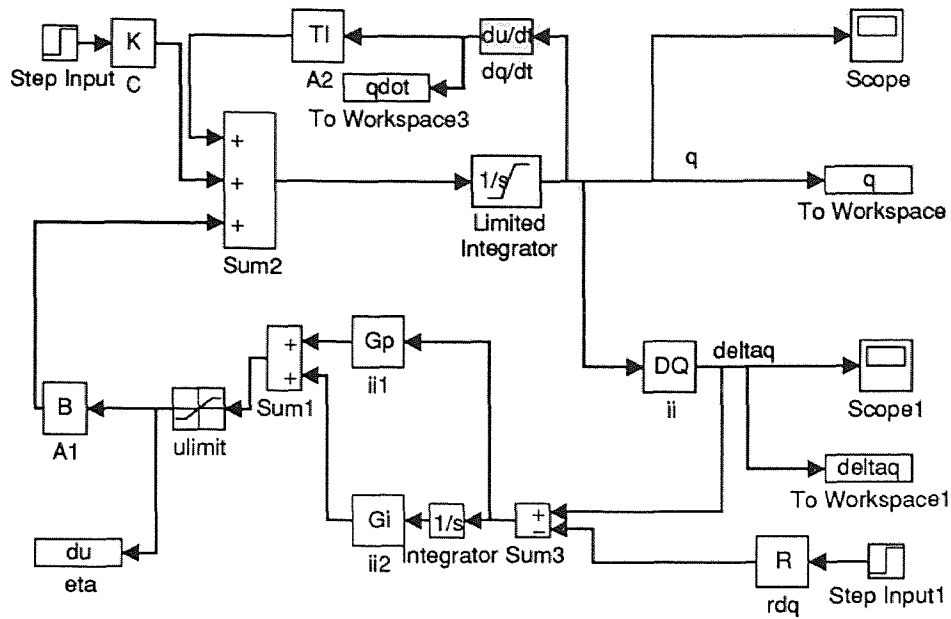 K
Step Input
C
TI
A2
du/dt
dq/dt
qdot
To Workspace3
Scope
+
+
+
Sum2
1/s
Limited
Integrator
q
q
To Workspace
Gp
ii1
+
+
Sum1
DQ
ii
deltaq
Scope1
B
A1
ulimit
deltaq
To Workspace1
Gi
ii2
1/s
Integrator
+
−
Sum3
du
eta
R
rdq
Step Input1